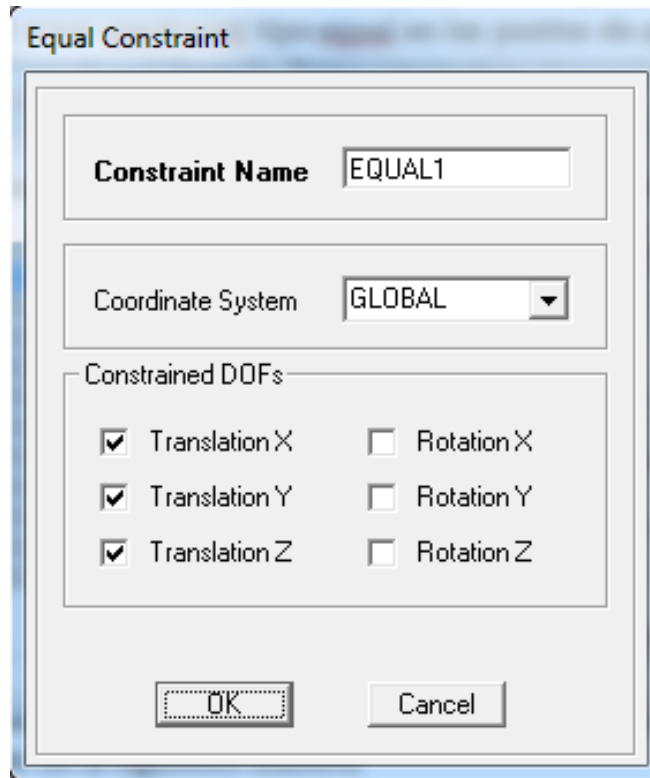 Equal Constraint
Constraint Name EQUAL1
Coordinate System GLOBAL
Constrained DOFs
Translation X Rotation X
Translation Y Rotation Y
Translation Z Rotation Z
OK Cancel